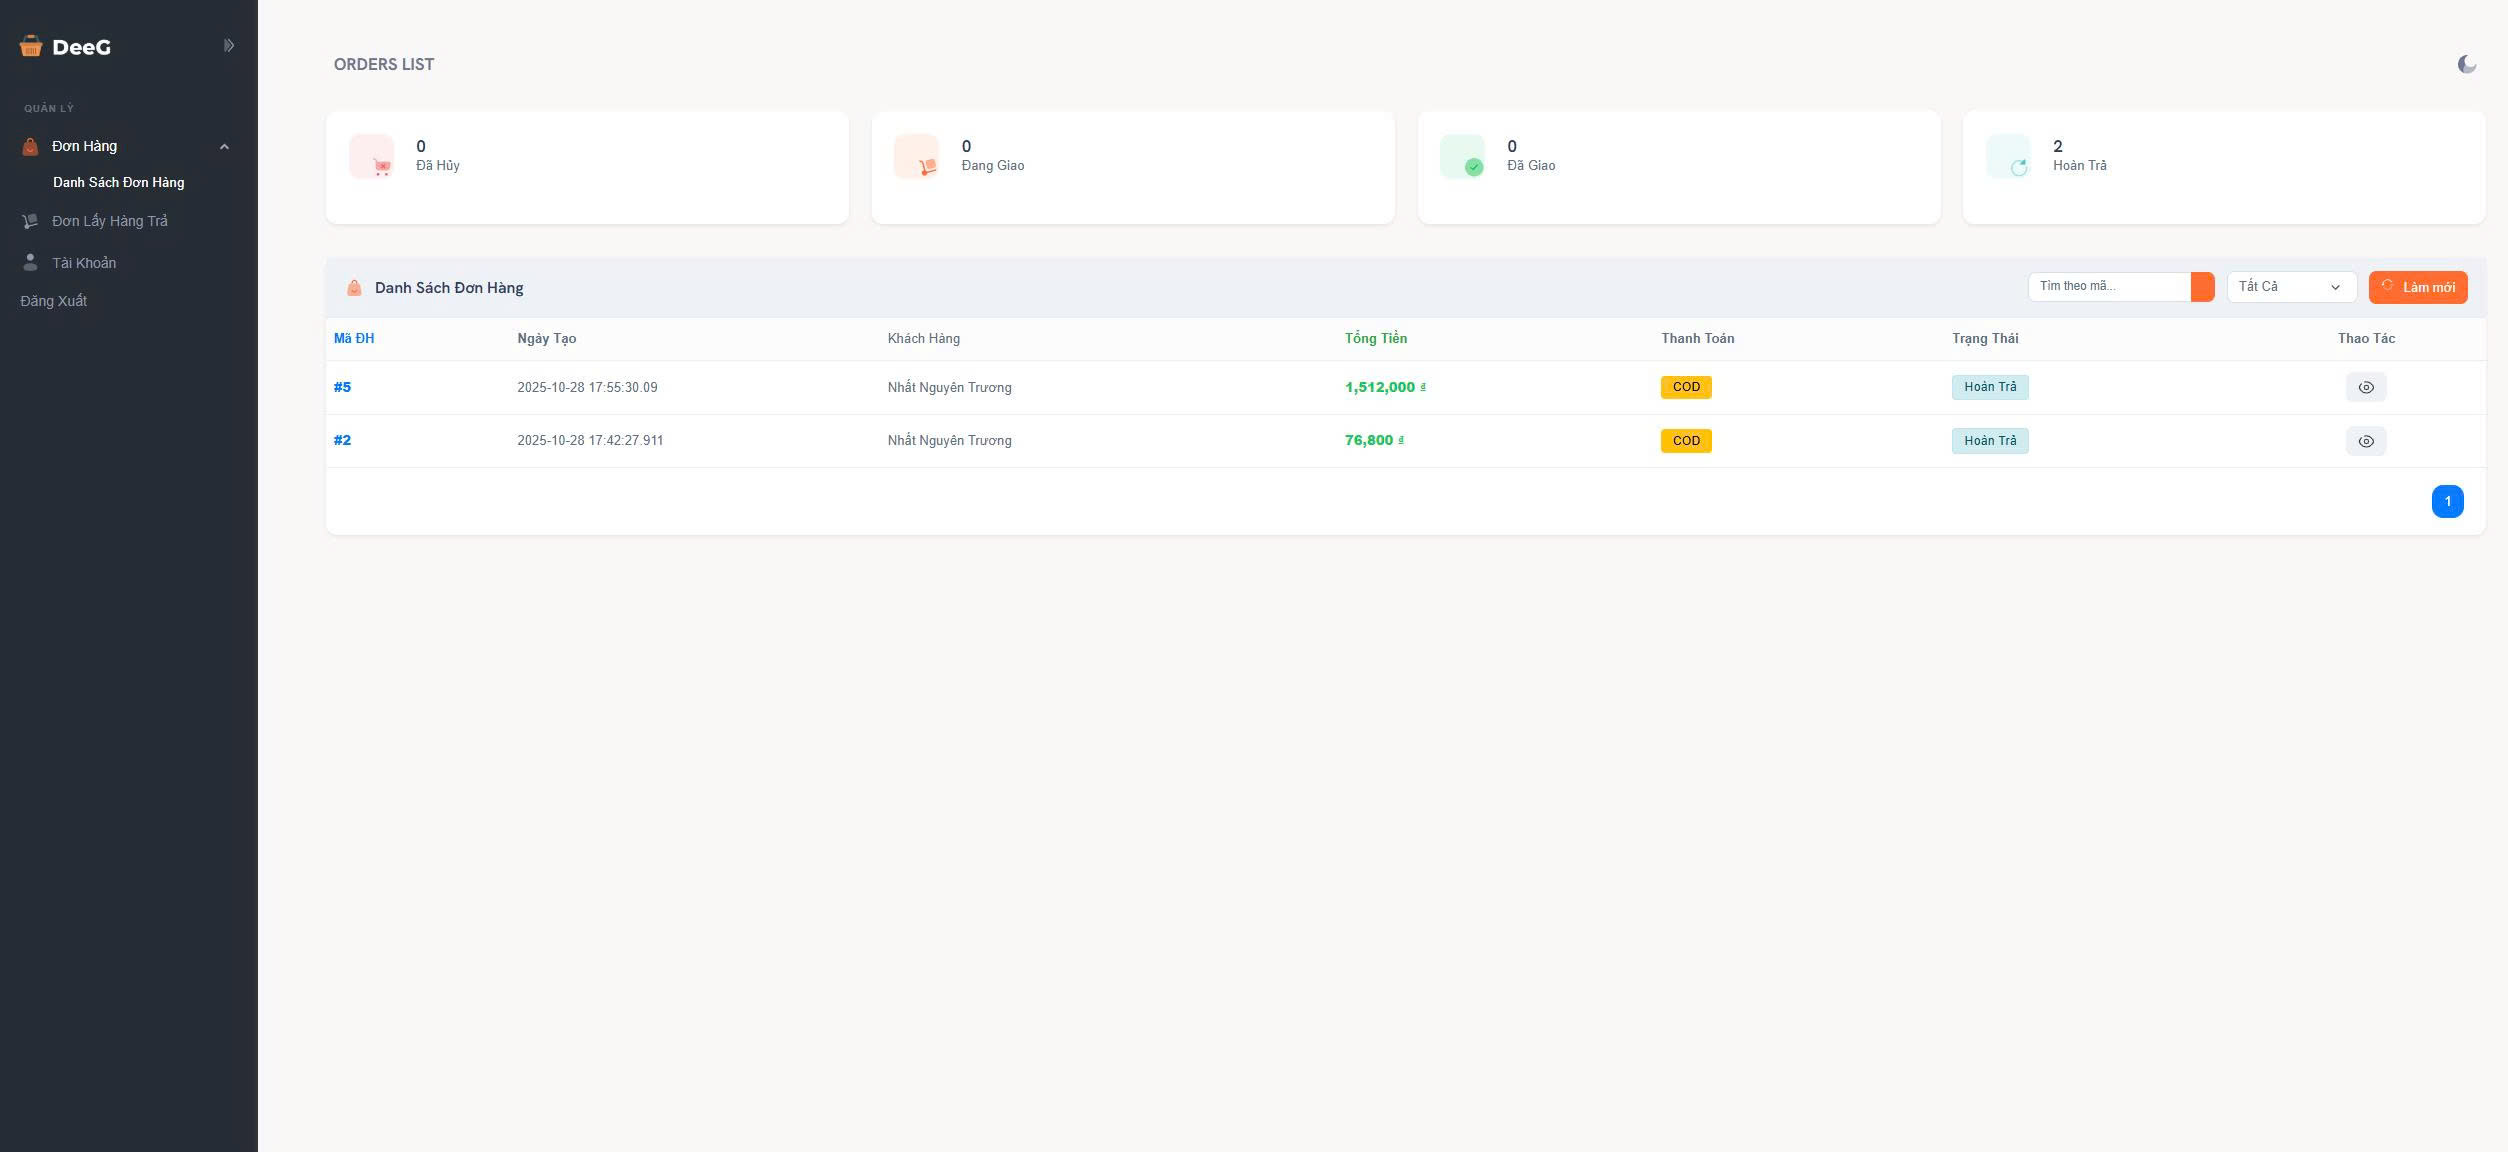 DeeG
QUẢN LÝ
Đơn Hàng
Danh Sách Đơn Hàng
Đơn Lấy Hàng Trả
Tài Khoản
Đăng Xuất
ORDERS LIST
0
Đã Hủy
0
Đang Giao
0
Đã Giao
2
Hoàn Trả
Danh Sách Đơn Hàng
Tìm theo mã...
Tất Cả
Làm mới
Mã ĐH Ngày Tạo Khách Hàng Tổng Tiền Thanh Toán Trạng Thái Thao Tác
#5 2025-10-28 17:55:30.09 Nhất Nguyên Trương 1,512,000 ₫ COD Hoàn Trả
#2 2025-10-28 17:42:27.911 Nhất Nguyên Trương 76,800 ₫ COD Hoàn Trả
1